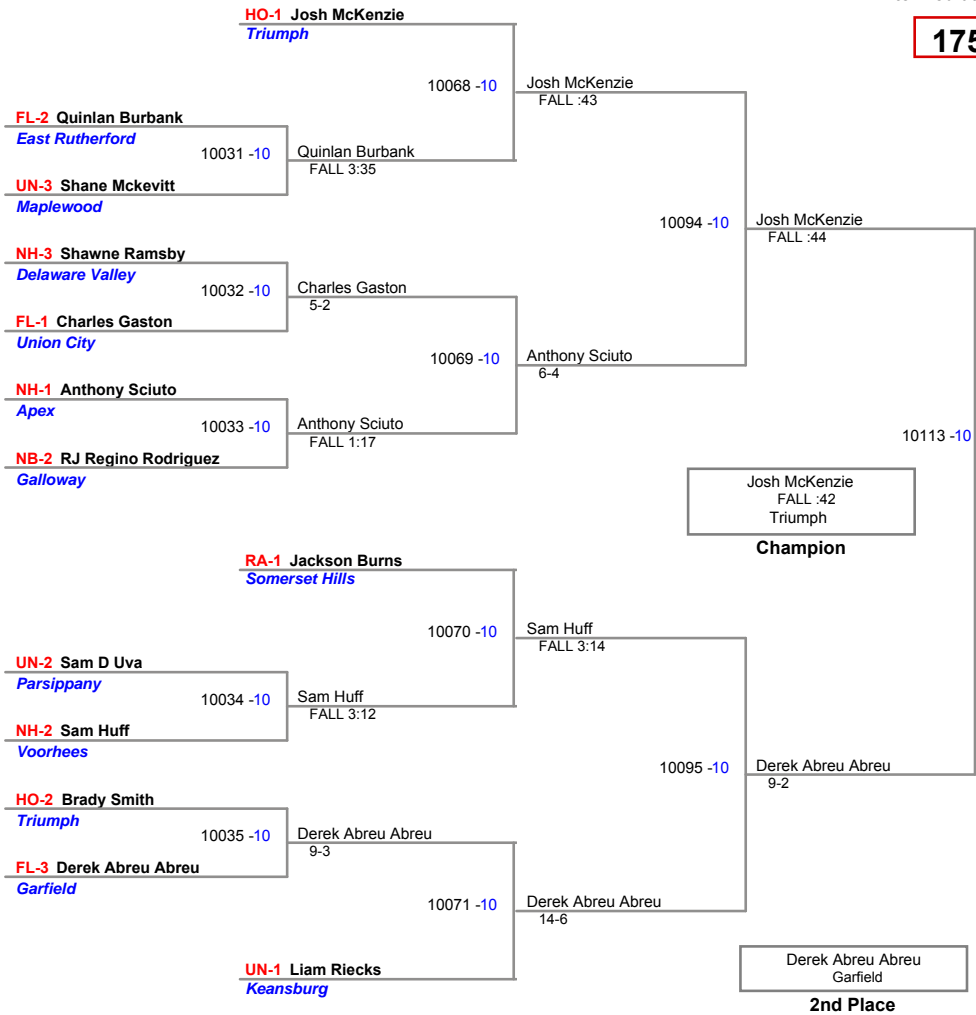 HO-1 Josh McKenzie
Triumph
175
10068 -10
Josh McKenzie
FALL :43
FL-2 Quinlan Burbank
East Rutherford
10031 -10
Quinlan Burbank
FALL 3:35
UN-3 Shane Mckevitt
Maplewood
10094 -10
Josh McKenzie
FALL :44
NH-3 Shawne Ramsby
Delaware Valley
10032 -10
Charles Gaston
5-2
FL-1 Charles Gaston
Union City
10069 -10
Anthony Sciuto
6-4
NH-1 Anthony Sciuto
Apex
10033 -10
Anthony Sciuto
FALL 1:17
10113 -10
NB-2 RJ Regino Rodriguez
Galloway
Josh McKenzie
FALL :42
Triumph
Champion
RA-1 Jackson Burns
Somerset Hills
10070 -10
Sam Huff
FALL 3:14
UN-2 Sam D Uva
Parsippany
10034 -10
Sam Huff
FALL 3:12
NH-2 Sam Huff
Voorhees
10095 -10
Derek Abreu Abreu
9-2
HO-2 Brady Smith
Triumph
10035 -10
Derek Abreu Abreu
9-3
FL-3 Derek Abreu Abreu
Garfield
10071 -10
Derek Abreu Abreu
14-6
UN-1 Liam Riecks
Keansburg
Derek Abreu Abreu
Garfield
2nd Place